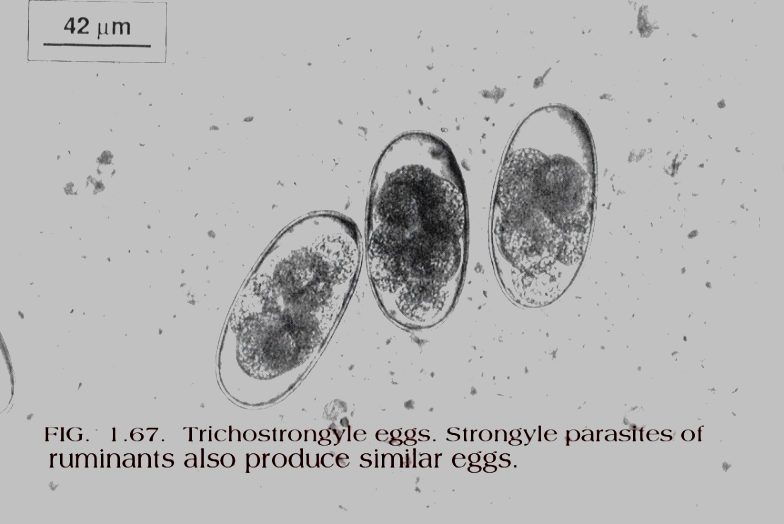 42 µm
FIG. 1.67. Trichostrongyle eggs. Strongyle parasites of
ruminants also produce similar eggs.